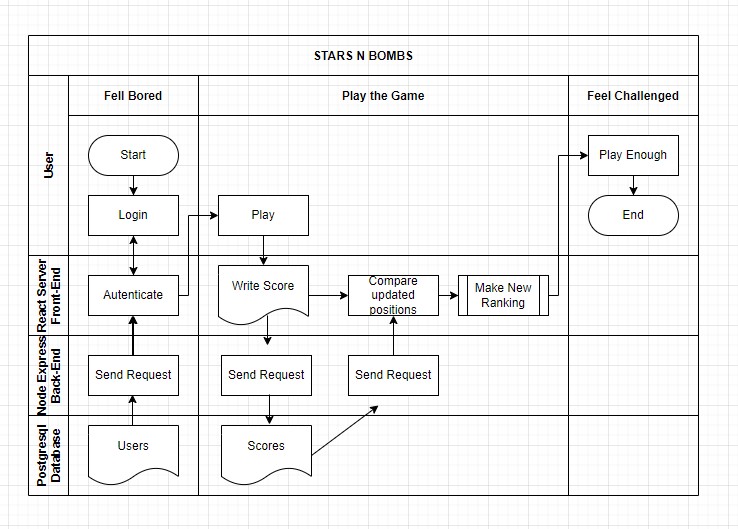 STARS N BOMBS
Fell Bored
Play the Game
Feel Challenged
User
Start
Play Enough
Login
Play
End
React Server
Front-End
Autenticate
Write Score
Compare
updated
positions
Make New
Ranking
Node Express
Back-End
Send Request
Send Request
Send Request
Postgresql
Database
Users
Scores